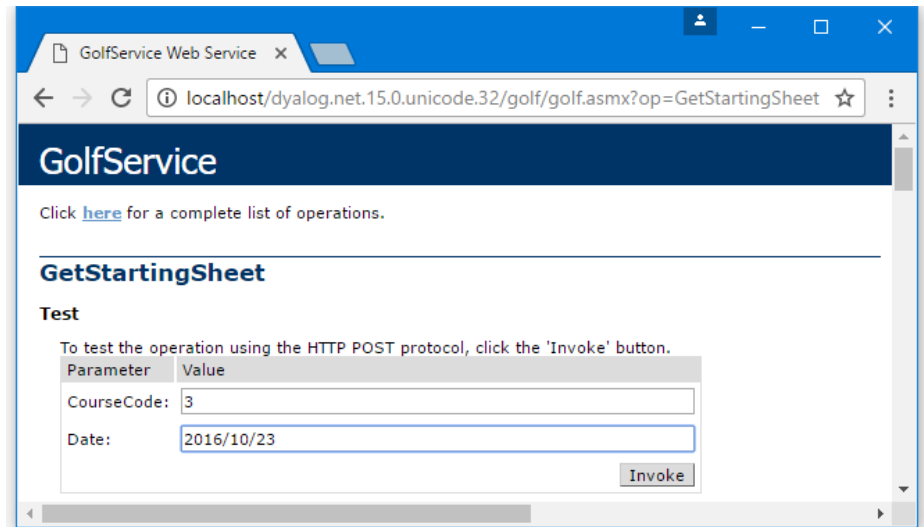 GolfService Web Service
localhost/dyalog.net.15.0.unicode.32/golf/golf.asmx?op=GetStartingSheet
GolfService
Click here for a complete list of operations.
GetStartingSheet
Test
To test the operation using the HTTP POST protocol, click the 'Invoke' button.
Parameter Value
CourseCode: 3
Date: 2016/10/23
Invoke